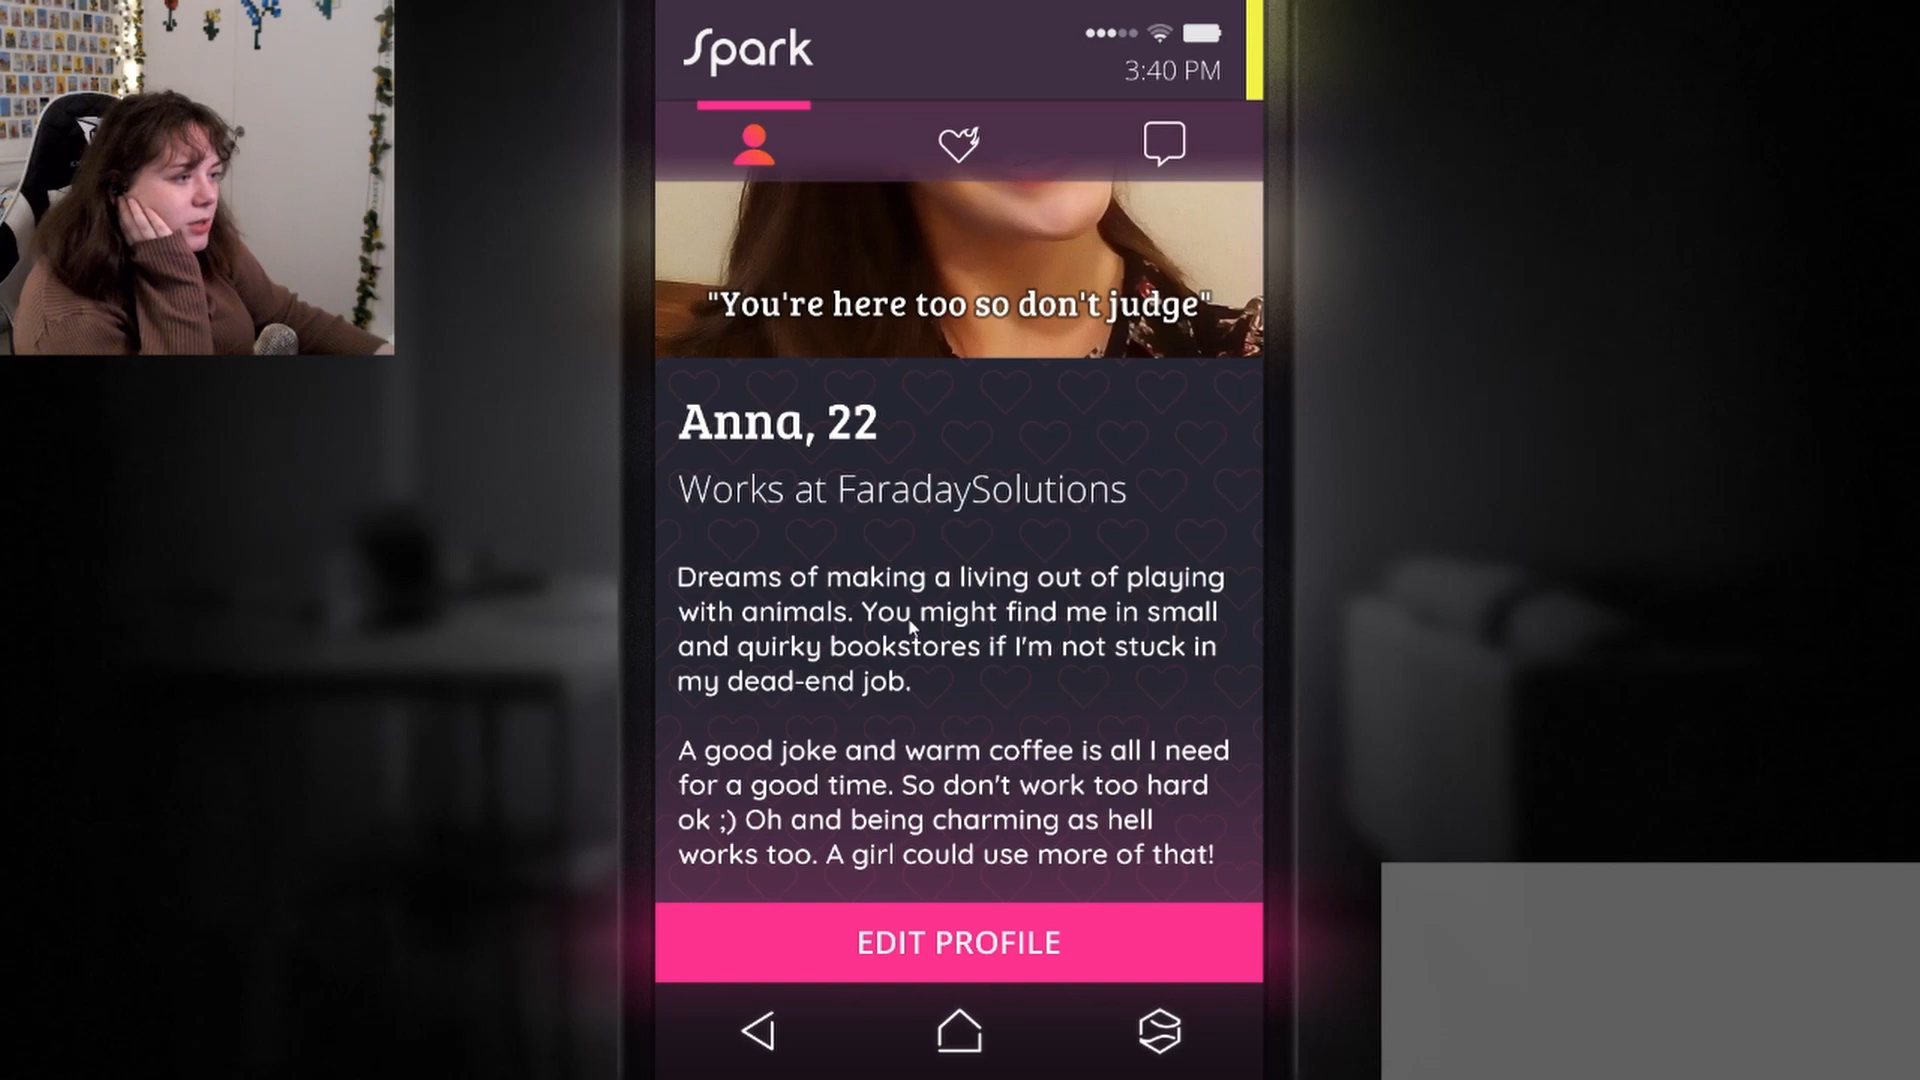 Spark
3:40 PM
"You're here too so don't judge"
Anna, 22
Works at FaradaySolutions
Dreams of making a living out of playing
with animals. You might find me in small
and quirky bookstores if I'm not stuck in
my dead-end job.
A good joke and warm coffee is all I need
for a good time. So don't work too hard
ok ;) Oh and being charming as hell
works too. A girl could use more of that!
EDIT PROFILE